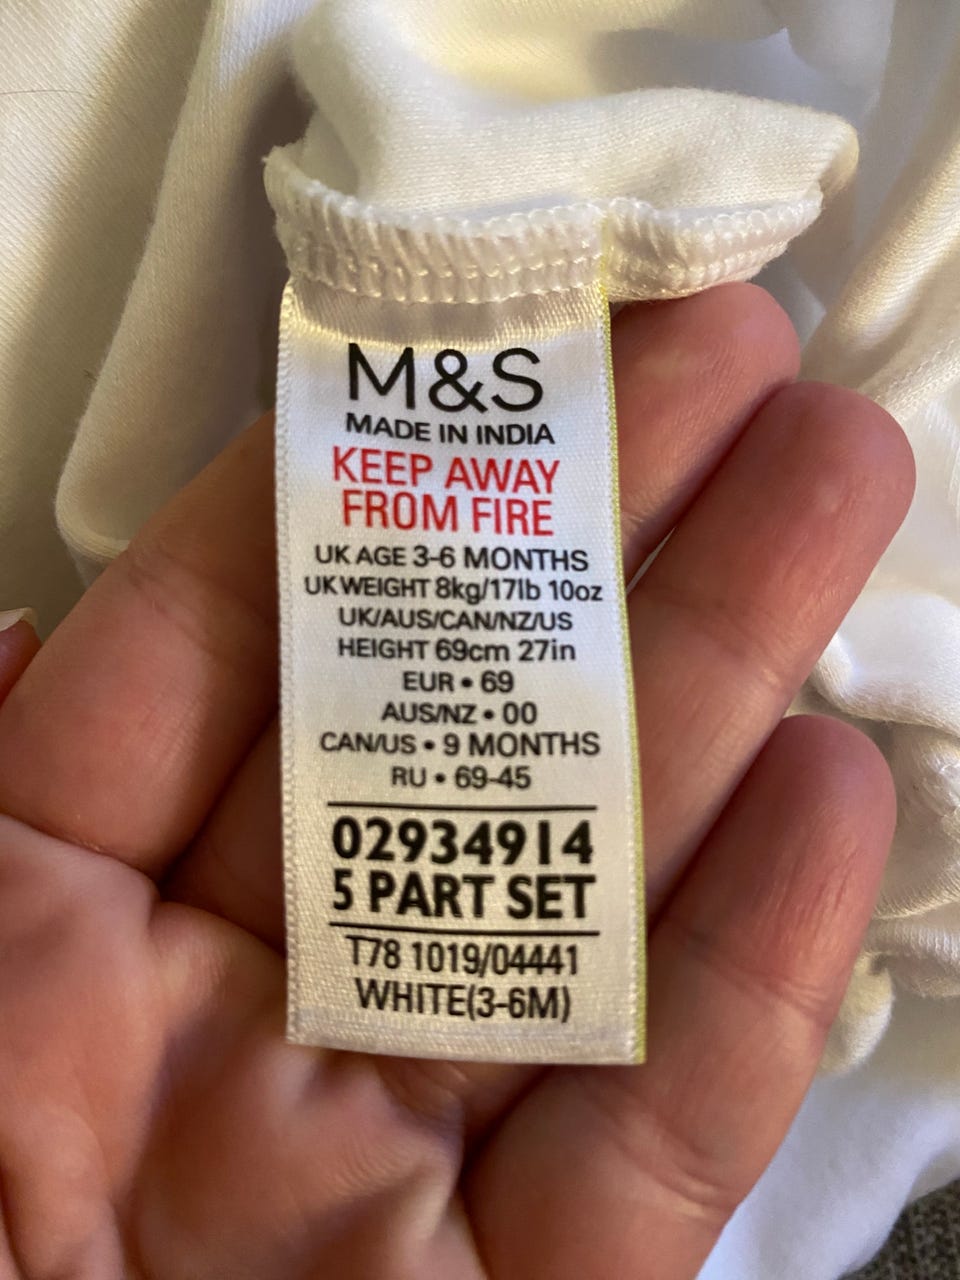 M&S
MADE IN INDIA
KEEP AWAY
FROM FIRE
UK AGE 3-6 MONTHS
UK WEIGHT 8kg/17lb 10oz
UK/AUS/CAN/NZ/US
HEIGHT 69cm 27in
EUR • 69
AUS/NZ • 00
CAN/US • 9 MONTHS
RU • 69-45
02934914
5 PART SET
T78 1019/04441
WHITE(3-6M)